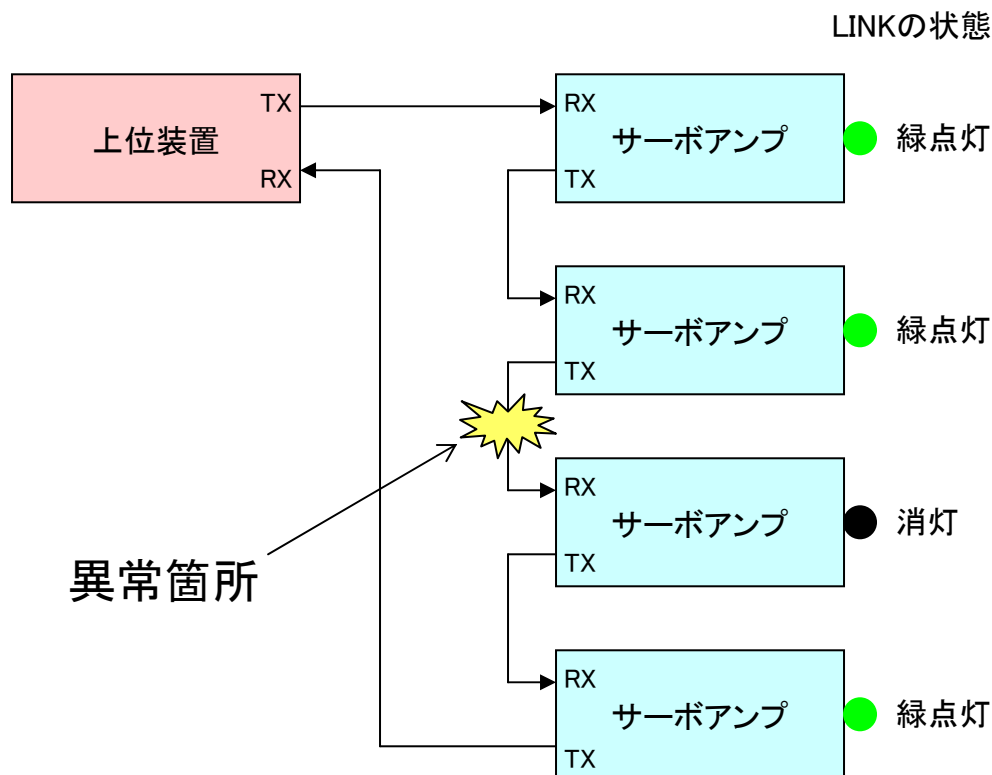 LINKの状態
TX
上位装置
RX
RX
サーボアンプ
TX
緑点灯
RX
サーボアンプ
TX
緑点灯
異常箇所
RX
サーボアンプ
TX
消灯
RX
サーボアンプ
TX
緑点灯